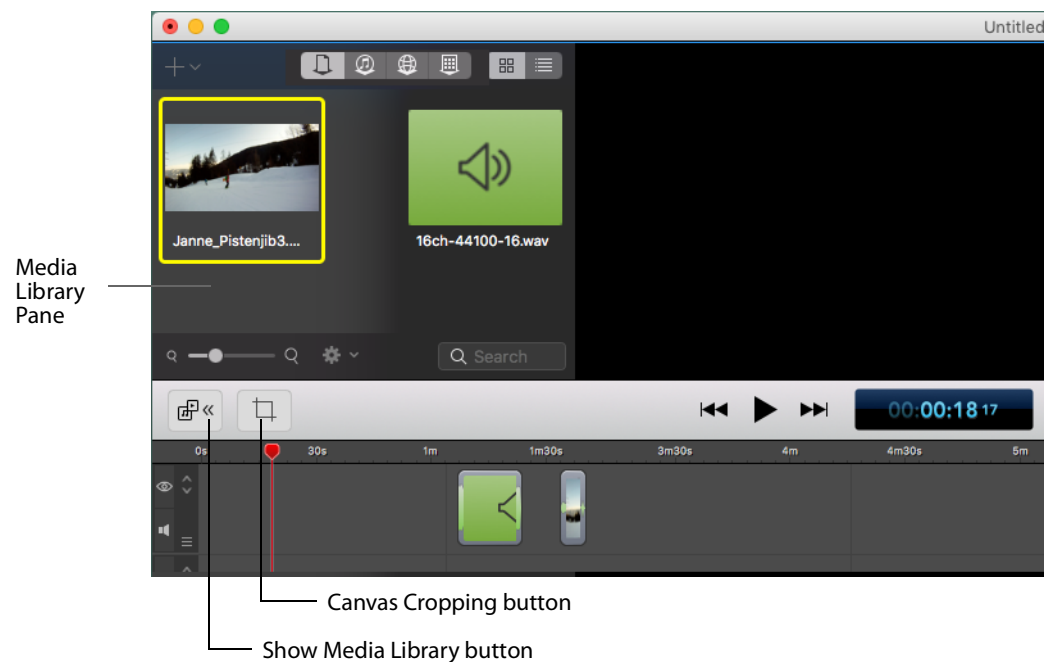 Untitled
Janne_Pistenjib3....
16ch-44100-16.wav
Media
Library
Pane
Search
00:00:18 17
0s 30s 1m 1m30s 3m30s 4m 4m30s 5m
Canvas Cropping button
Show Media Library button